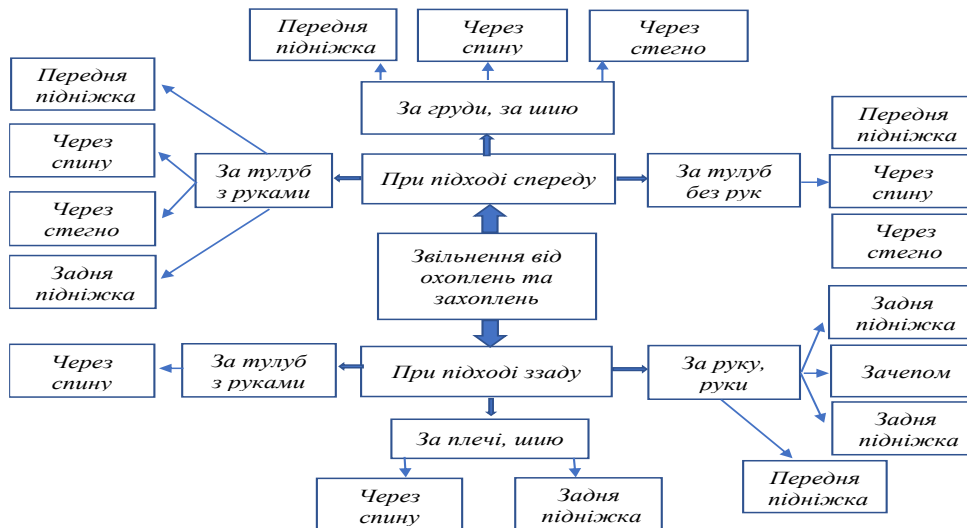 Передня
підніжка
Через
спину
Через
стегно
Передня
підніжка
За груди, за шию
Передня
підніжка
Через
спину
За тулуб
з руками
При підході спереду
За тулуб
без рук
Через
спину
Через
стегно
Через
стегно
Звільнення від
охоплень та
захоплень
Задня
підніжка
Задня
підніжка
Через
спину
За тулуб
з руками
При підході ззаду
За руку,
руки
Зачепом
Задня
підніжка
За плечі, шию
Передня
підніжка
Через
спину
Задня
підніжка